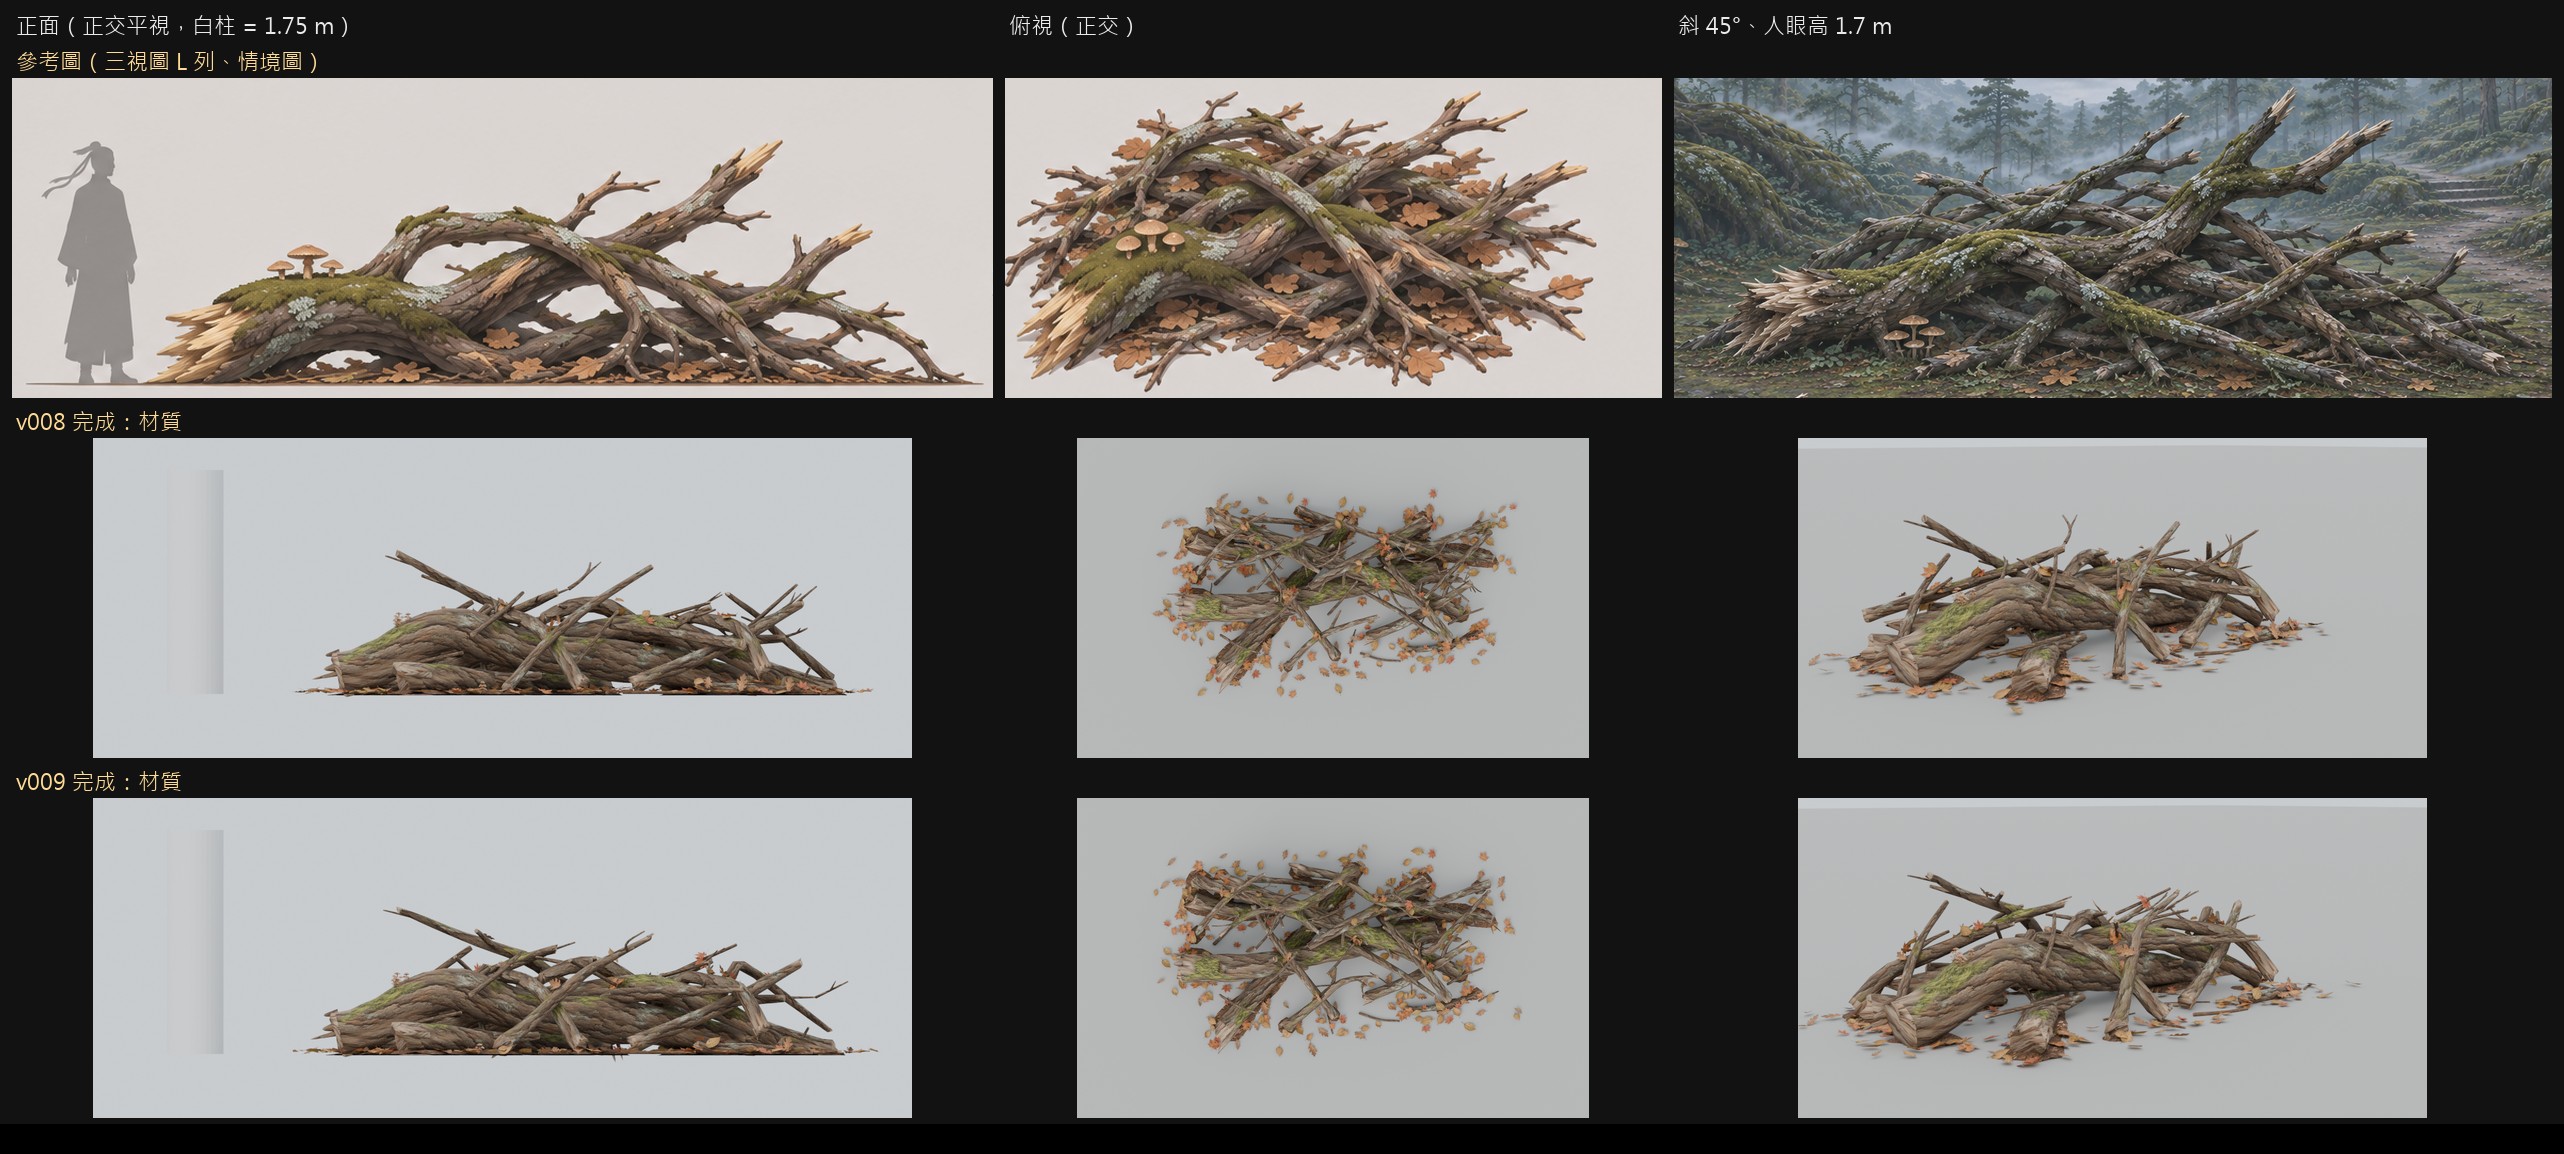 正面（正交平視，白柱 = 1.75 m）
俯視（正交）
斜 45°、人眼高 1.7 m
參考圖（三視圖 L 列、情境圖）
v008 完成：材質
v009 完成：材質